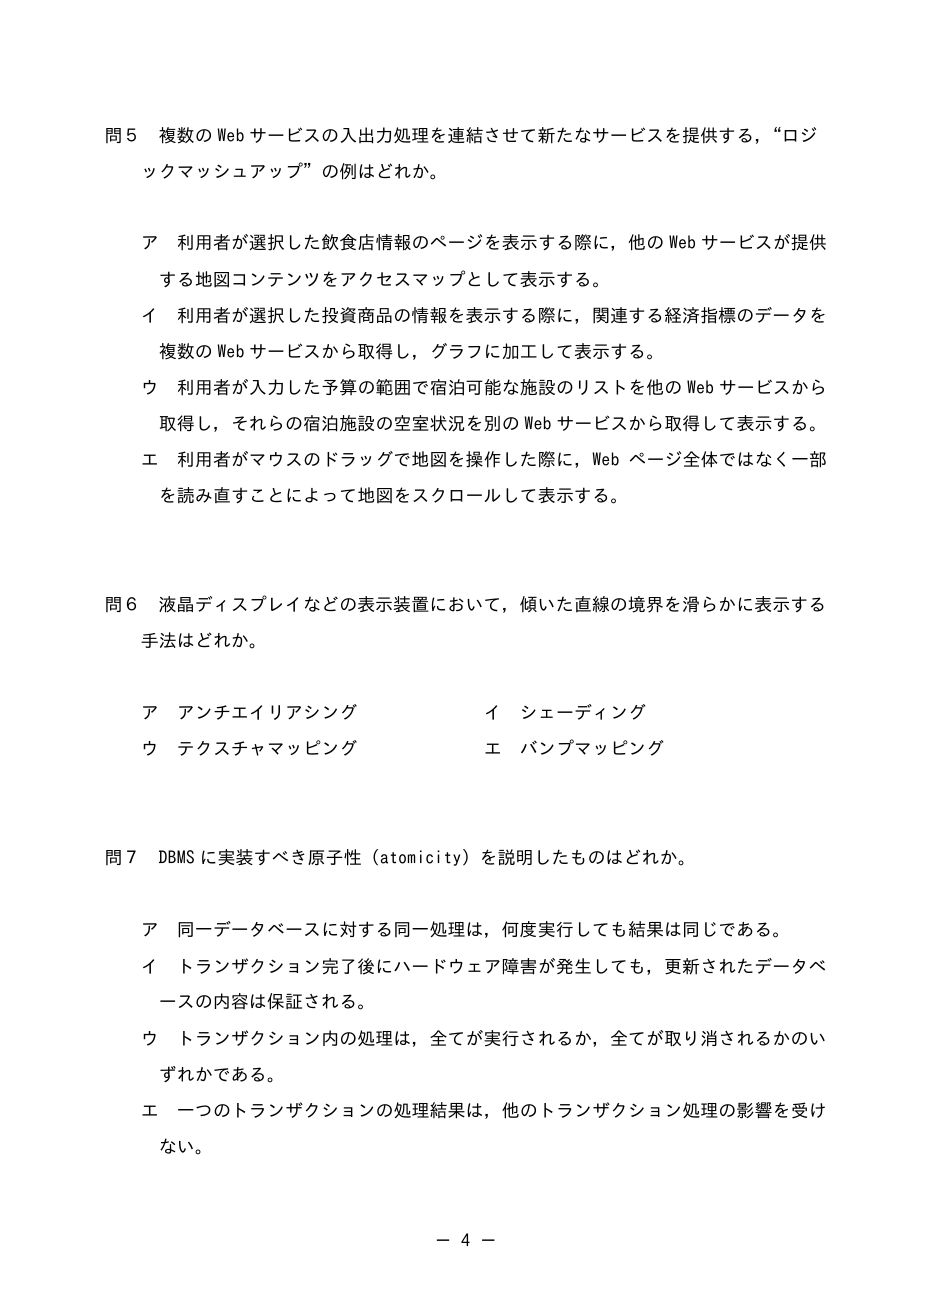 問５　複数の Web サービスの入出力処理を連結させて新たなサービスを提供する，“ロジ
ックマッシュアップ”の例はどれか。
ア　利用者が選択した飲食店情報のページを表示する際に，他の Web サービスが提供
する地図コンテンツをアクセスマップとして表示する。
イ　利用者が選択した投資商品の情報を表示する際に，関連する経済指標のデータを
複数の Web サービスから取得し，グラフに加工して表示する。
ウ　利用者が入力した予算の範囲で宿泊可能な施設のリストを他の Web サービスから
取得し，それらの宿泊施設の空室状況を別の Web サービスから取得して表示する。
エ　利用者がマウスのドラッグで地図を操作した際に，Web ページ全体ではなく一部
を読み直すことによって地図をスクロールして表示する。
問６　液晶ディスプレイなどの表示装置において，傾いた直線の境界を滑らかに表示する
手法はどれか。
ア　アンチエイリアシング　イ　シェーディング
ウ　テクスチャマッピング　エ　バンプマッピング
問７　DBMS に実装すべき原子性（atomicity）を説明したものはどれか。
ア　同一データベースに対する同一処理は，何度実行しても結果は同じである。
イ　トランザクション完了後にハードウェア障害が発生しても，更新されたデータベ
ースの内容は保証される。
ウ　トランザクション内の処理は，全てが実行されるか，全てが取り消されるかのい
ずれかである。
エ　一つのトランザクションの処理結果は，他のトランザクション処理の影響を受け
ない。
― 4 ―